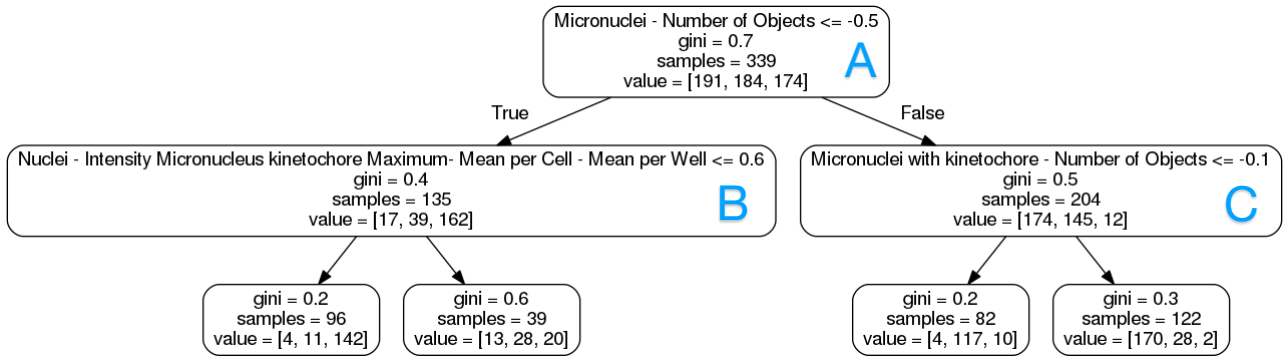 Micronuclei - Number of Objects <= -0.5
gini = 0.7
samples = 339
value = [191, 184, 174]
A
True
False
Nuclei - Intensity Micronucleus kinetochore Maximum- Mean per Cell - Mean per Well <= 0.6
gini = 0.4
samples = 135
value = [17, 39, 162]
B
Micronuclei with kinetochore - Number of Objects <= -0.1
gini = 0.5
samples = 204
value = [174, 145, 12]
C
gini = 0.2
samples = 96
value = [4, 11, 142]
gini = 0.6
samples = 39
value = [13, 28, 20]
gini = 0.2
samples = 82
value = [4, 117, 10]
gini = 0.3
samples = 122
value = [170, 28, 2]